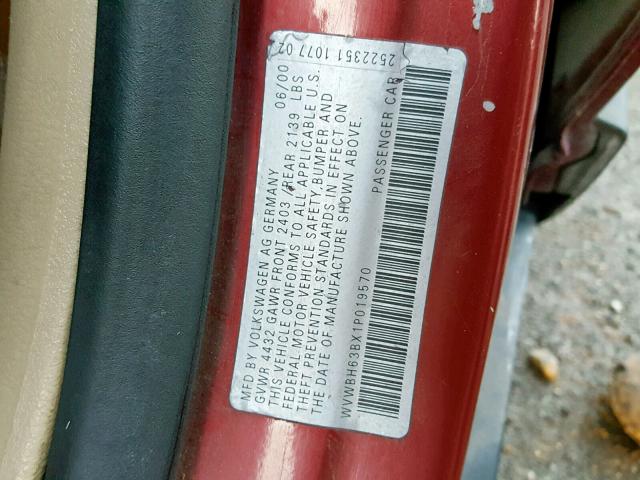 MFD BY VOLKSWAGEN AG GERMANY 06/00
GVWR 4432 GAWR FRONT 2403 /REAR 2139 LBS
THIS VEHICLE CONFORMS TO ALL APPLICABLE U.S.
FEDERAL MOTOR VEHICLE SAFETY,BUMPER AND
THEFT PREVENTION STANDARDS IN EFFECT ON
THE DATE OF MANUFACTURE SHOWN ABOVE.
PASSENGER CAR
WVWBH63BX1P019570
2522351 1077 02